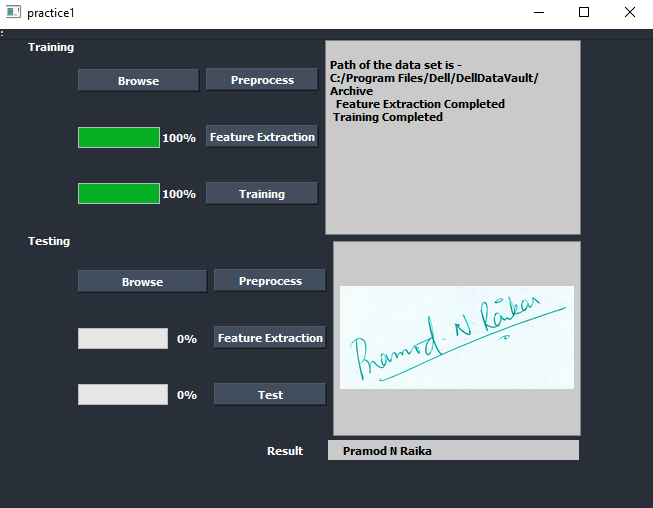 practice1
Training
Browse
Preprocess
100%
Feature Extraction
100%
Training
Path of the data set is -
C:/Program Files/Dell/DellDataVault/
Archive
Feature Extraction Completed
Training Completed
Testing
Browse
Preprocess
0%
Feature Extraction
0%
Test
Pramod. N. Raikar
Result
Pramod N Raika